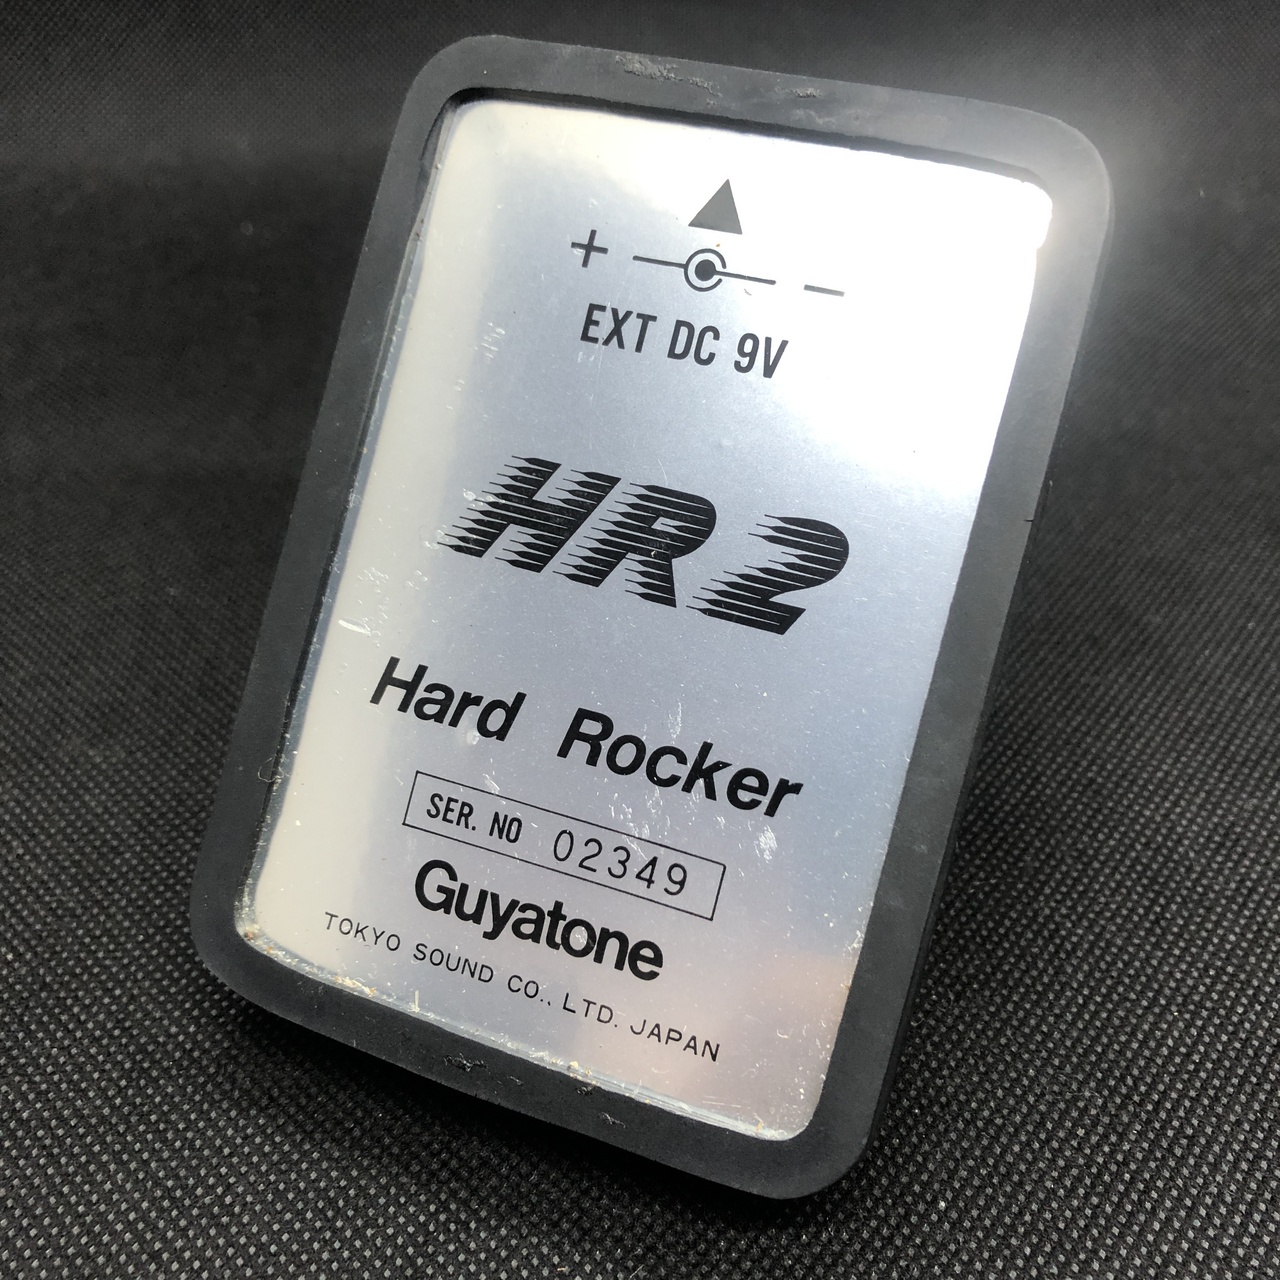 + -
EXT DC 9V
HR2
Hard Rocker
SER. NO 02349
Guyatone
TOKYO SOUND CO., LTD. JAPAN